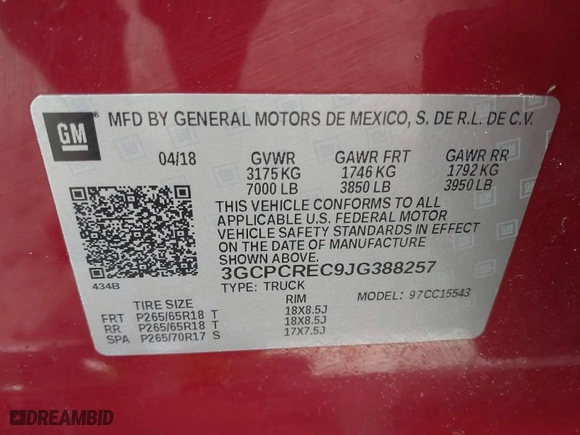 GM
MFD BY GENERAL MOTORS DE MEXICO, S. DE R.L. DE C.V.
04/18 GVWR GAWR FRT GAWR RR
3175 KG 1746 KG 1792 KG
7000 LB 3850 LB 3950 LB
THIS VEHICLE CONFORMS TO ALL
APPLICABLE U.S. FEDERAL MOTOR
VEHICLE SAFETY STANDARDS IN EFFECT
ON THE DATE OF MANUFACTURE
SHOWN ABOVE.
434B
3GCPCREC9JG388257
TYPE: TRUCK
MODEL: 97CC15543
TIRE SIZE RIM
FRT P265/65R18 T 18X8.5J
RR P265/65R18 T 18X8.5J
SPA P265/70R17 S 17X7.5J
DREAMBID